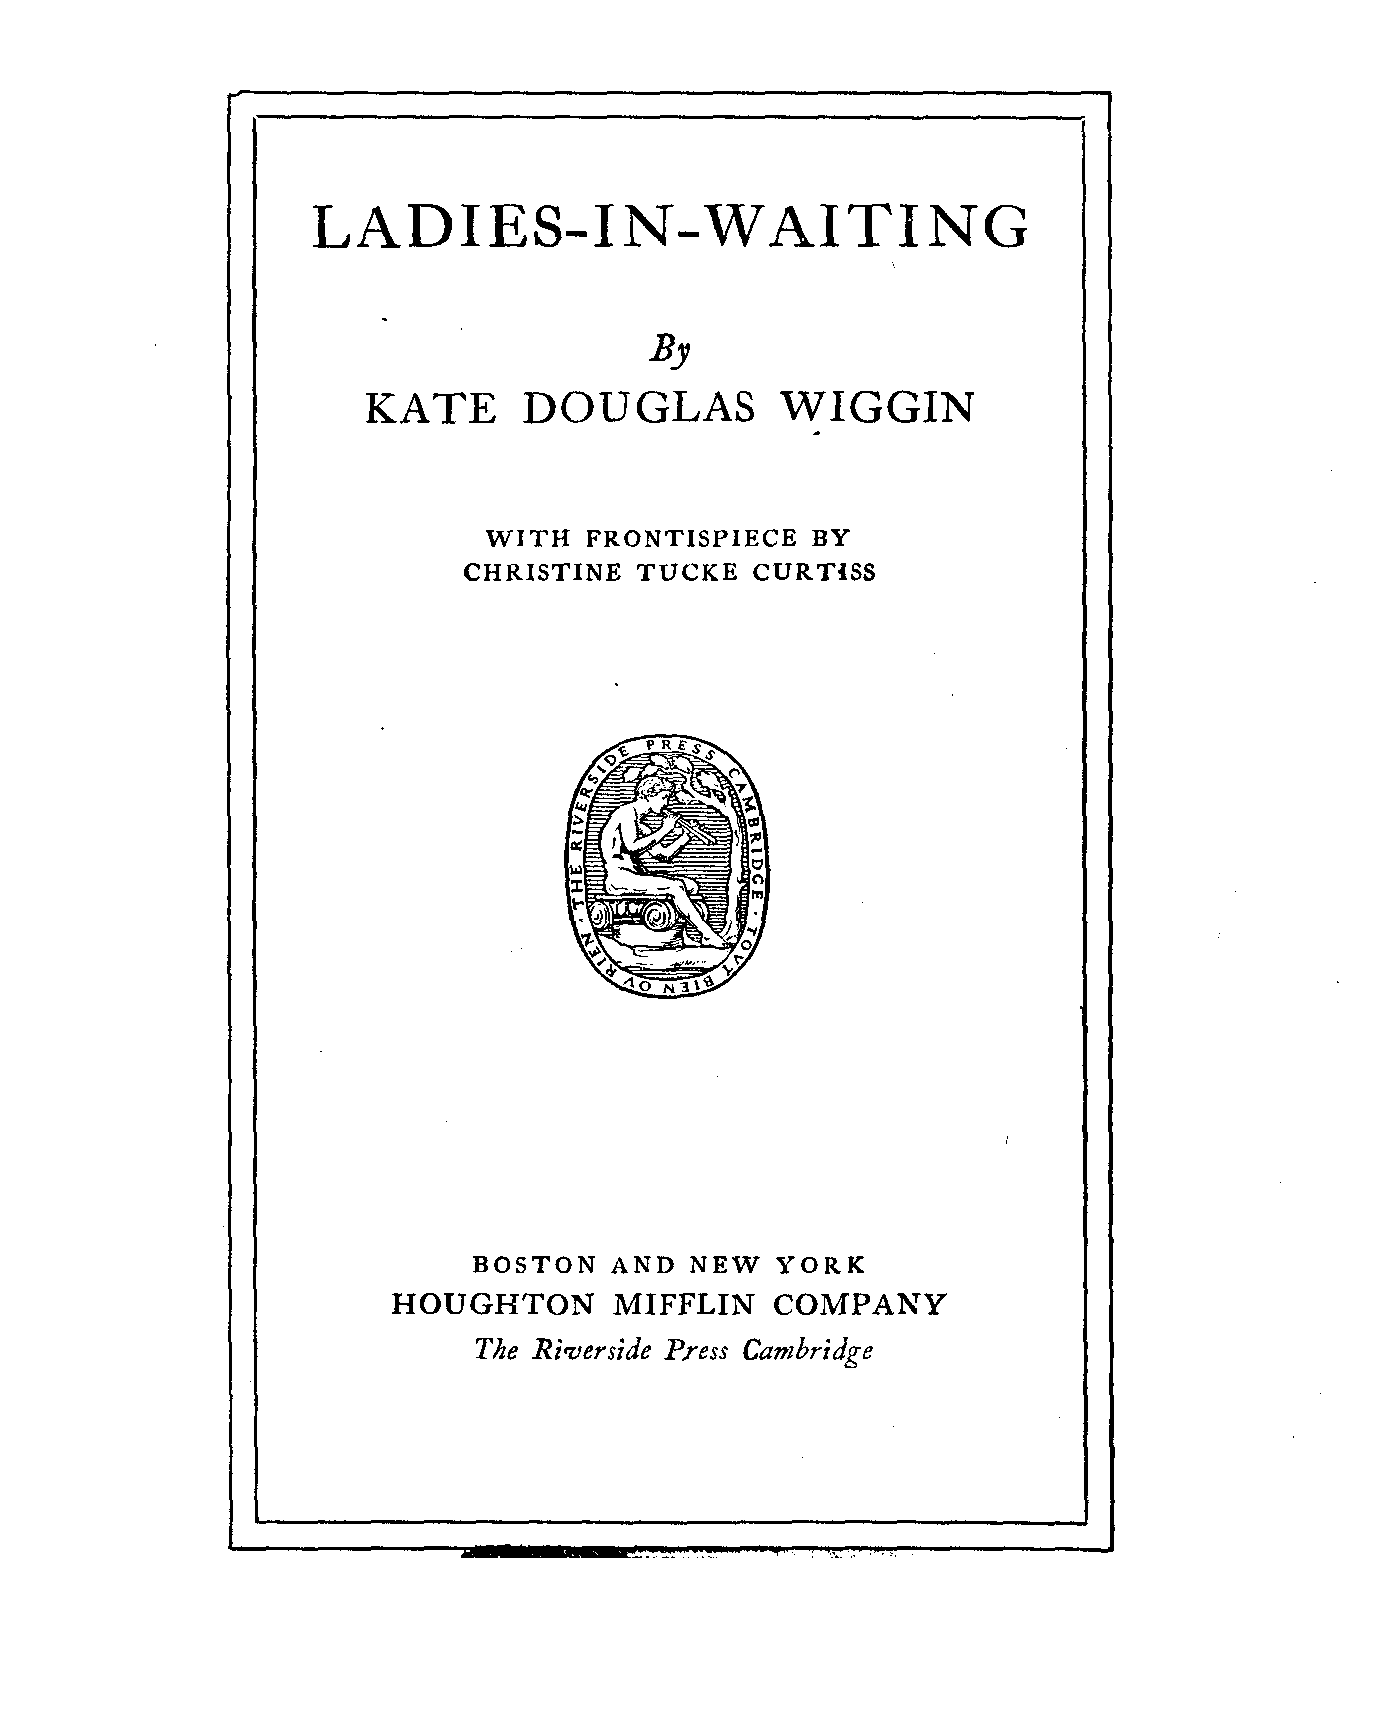 LADIES-IN-WAITING
By
KATE DOUGLAS WIGGIN
WITH FRONTISPIECE BY
CHRISTINE TUCKE CURTISS
THE RIVERSIDE PRESS CAMBRIDGE · TOVT BIEN OV RIEN ·
BOSTON AND NEW YORK
HOUGHTON MIFFLIN COMPANY
The Riverside Press Cambridge